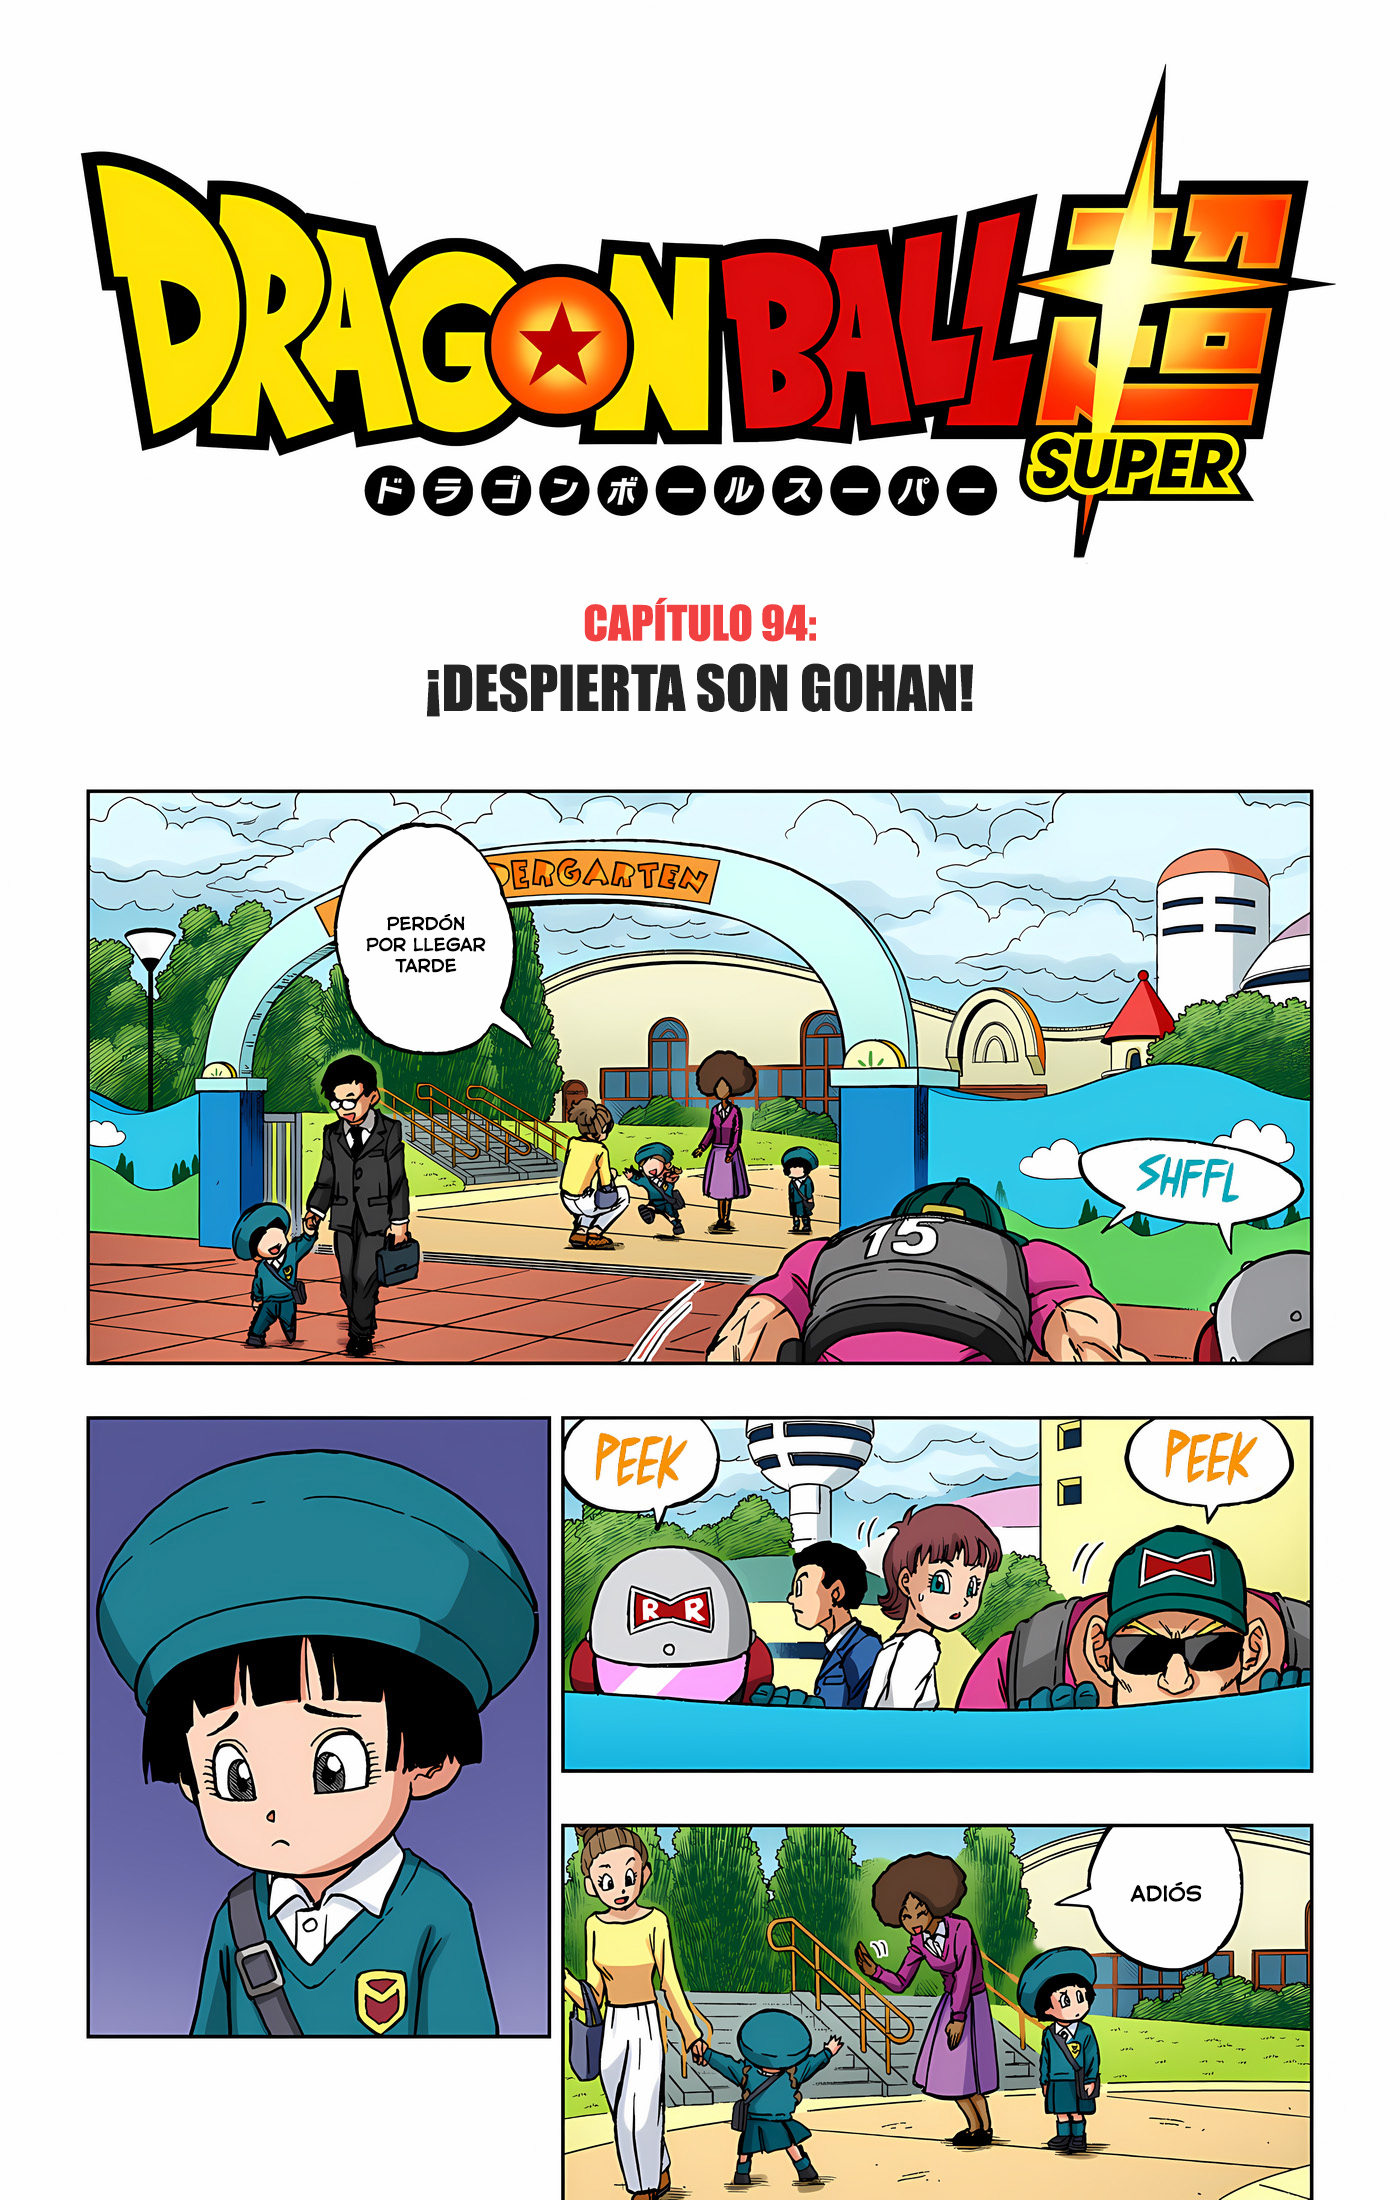 DRAGON BALL 超
SUPER
ドラゴンボールスーパー
CAPÍTULO 94:
¡DESPIERTA SON GOHAN!
DERGARTEN
PERDÓN
POR LLEGAR
TARDE
SHFFL
15
PEEK
PEEK
R R
ADIÓS